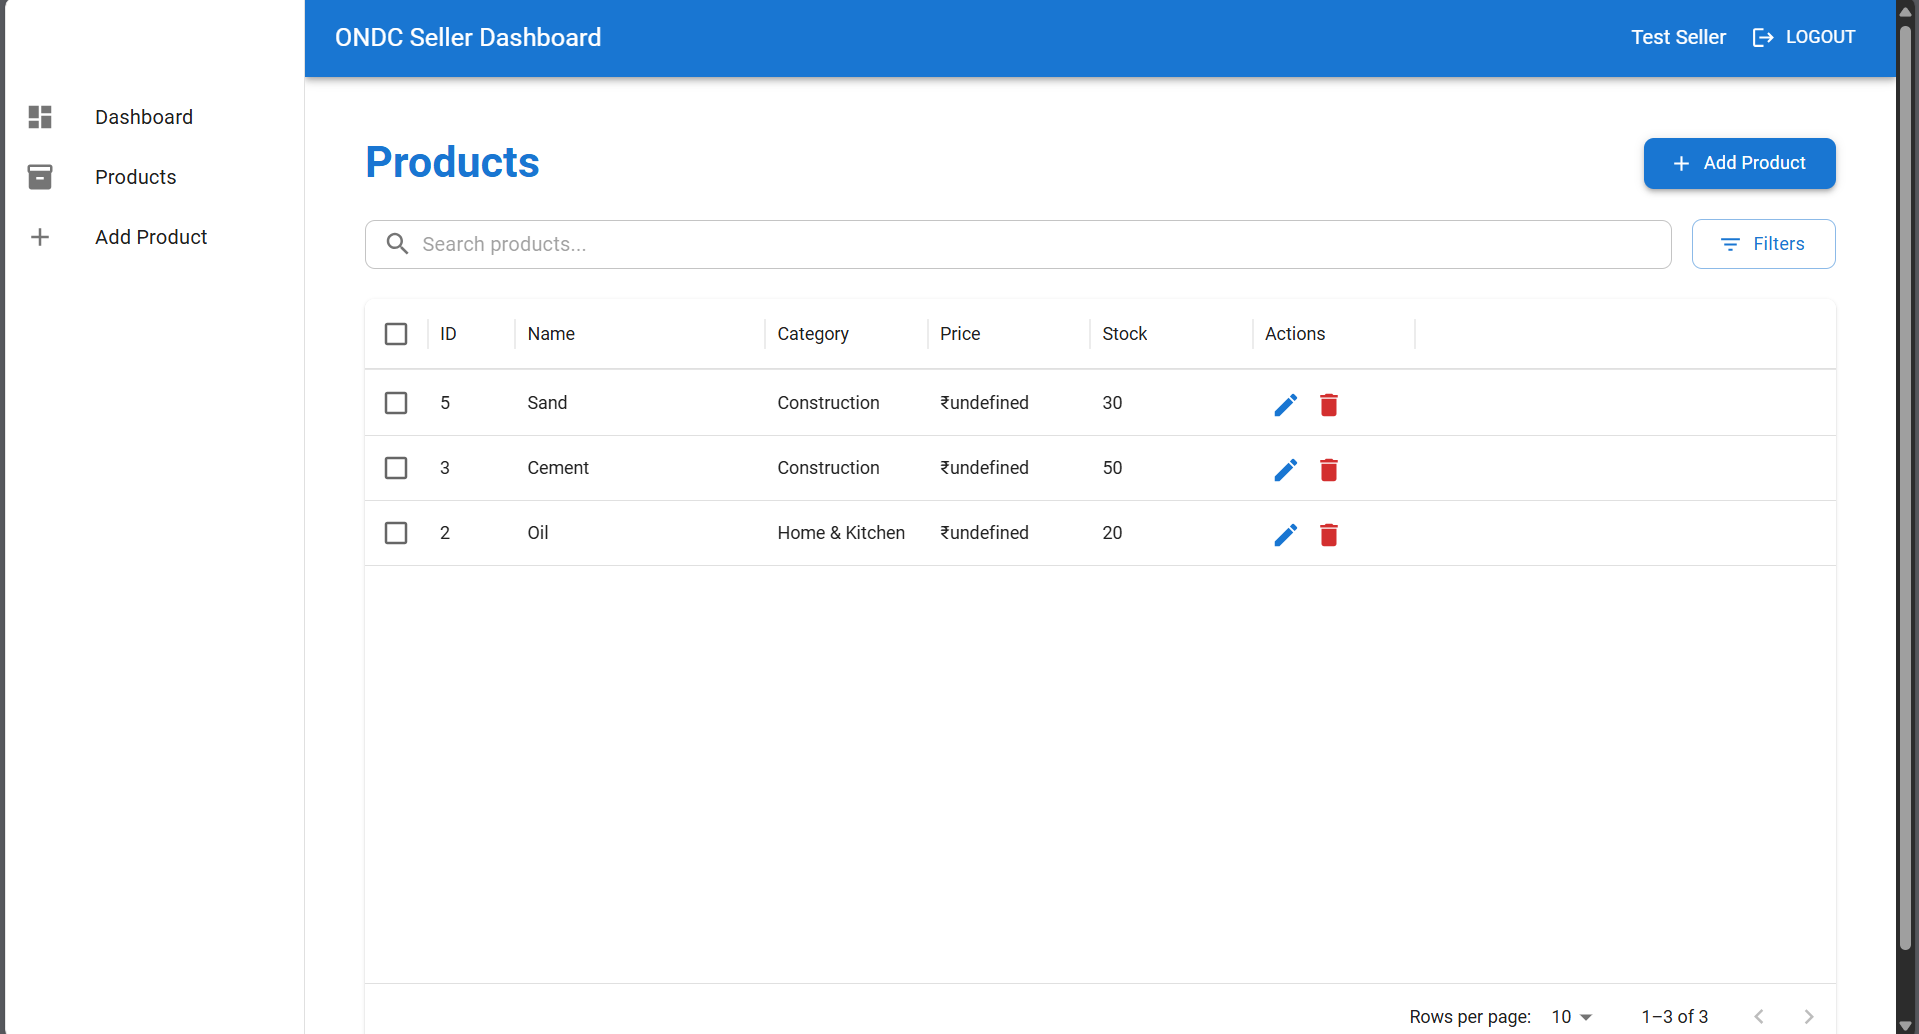 ONDC Seller Dashboard
Test Seller LOGOUT
Dashboard
Products
Add Product
Products
Add Product
Search products...
Filters
ID Name Category Price Stock Actions
5 Sand Construction ₹undefined 30
3 Cement Construction ₹undefined 50
2 Oil Home & Kitchen ₹undefined 20
Rows per page: 10 1–3 of 3